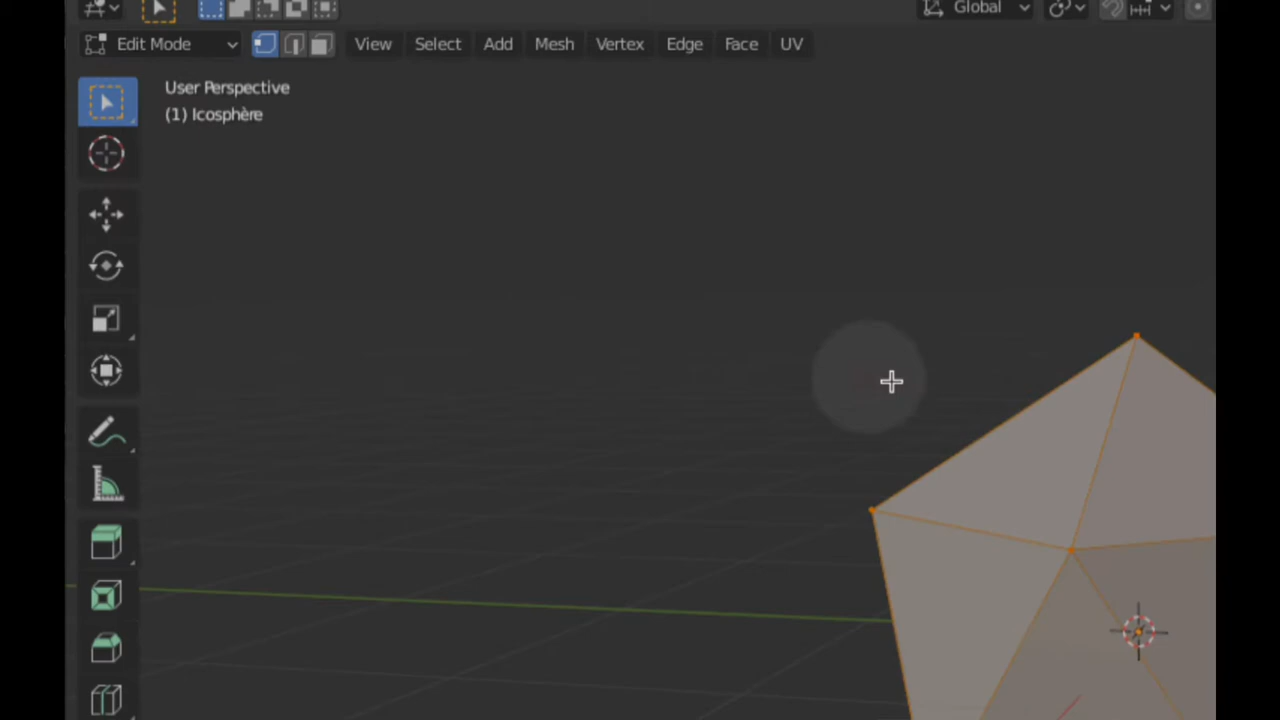 Global
Edit Mode View Select Add Mesh Vertex Edge Face UV
User Perspective
(1) Icosphère